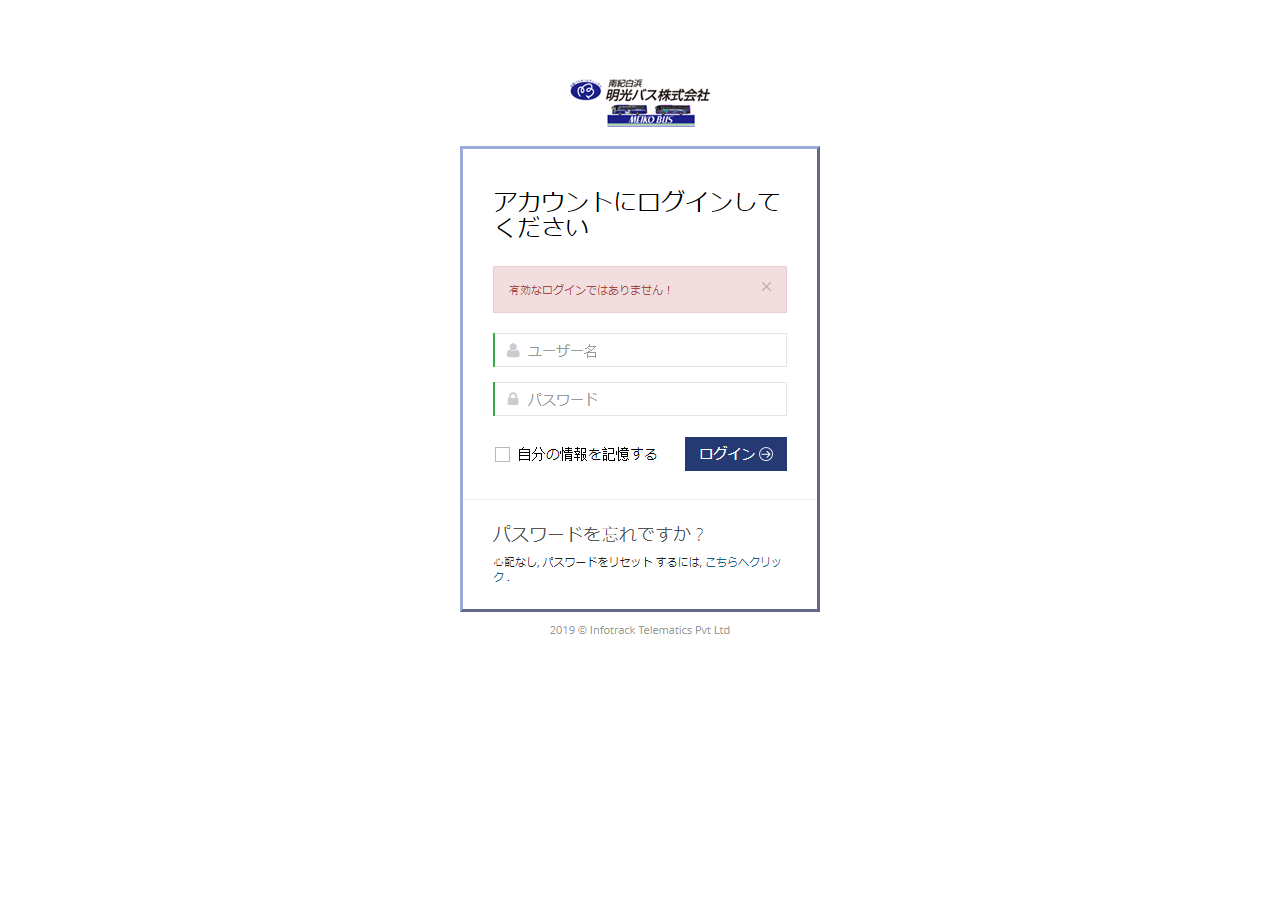 南紀白浜
明光バス株式会社
MEIKO BUS
アカウントにログインして
ください
有効なログインではありません！
ユーザー名
パスワード
自分の情報を記憶する
ログイン
パスワードを忘れですか？
心配なし, パスワードをリセット するには, こちらへクリッ
ク .
2019 © Infotrack Telematics Pvt Ltd